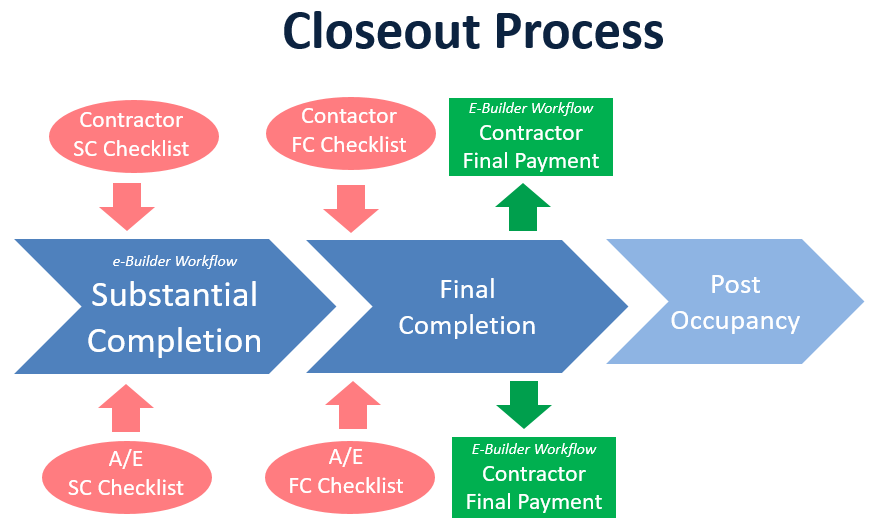 Closeout Process
Contractor
SC Checklist
Contactor
FC Checklist
E-Builder Workflow
Contractor
Final Payment
e-Builder Workflow
Substantial
Completion
Final
Completion
Post
Occupancy
A/E
SC Checklist
A/E
FC Checklist
E-Builder Workflow
Contractor
Final Payment